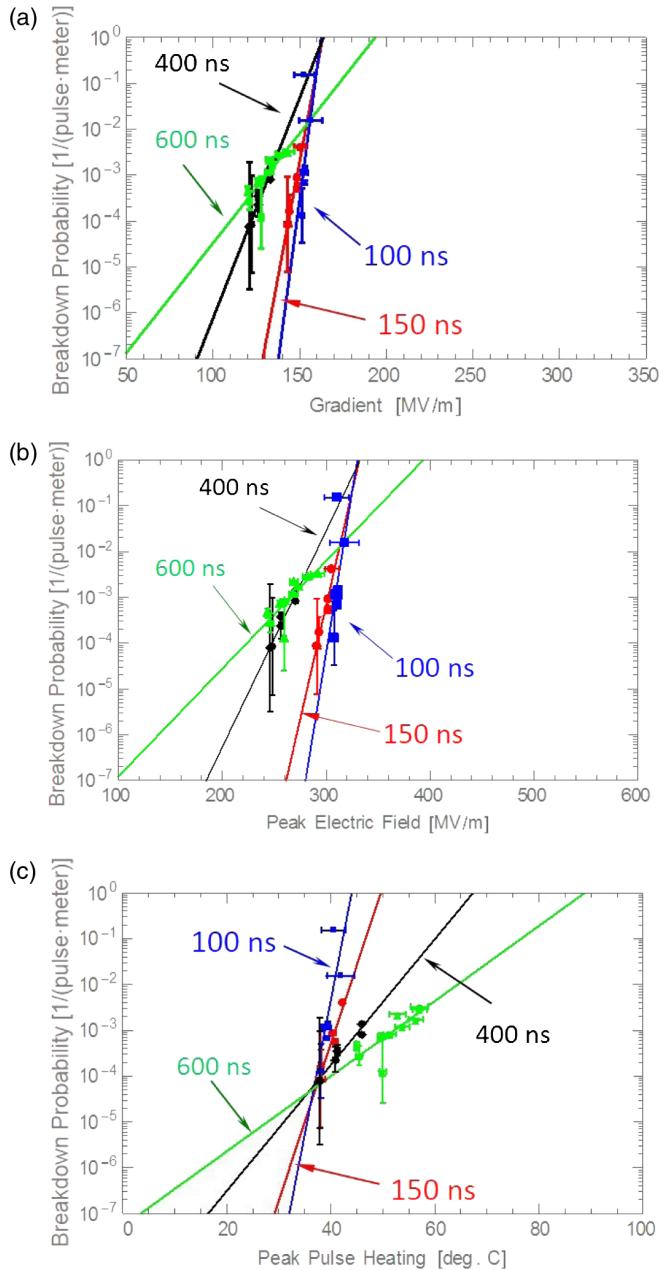 (a)
Breakdown Probability [1/(pulse·meter)]
10^0
10^-1
10^-2
10^-3
10^-4
10^-5
10^-6
10^-7
400 ns
600 ns
100 ns
150 ns
50 100 150 200 250 300 350
Gradient [MV/m]
(b)
Breakdown Probability [1/(pulse·meter)]
10^0
10^-1
10^-2
10^-3
10^-4
10^-5
10^-6
10^-7
400 ns
600 ns
100 ns
150 ns
100 200 300 400 500 600
Peak Electric Field [MV/m]
(c)
Breakdown Probability [1/(pulse·meter)]
10^0
10^-1
10^-2
10^-3
10^-4
10^-5
10^-6
10^-7
100 ns
400 ns
600 ns
150 ns
0 20 40 60 80 100
Peak Pulse Heating [deg. C]